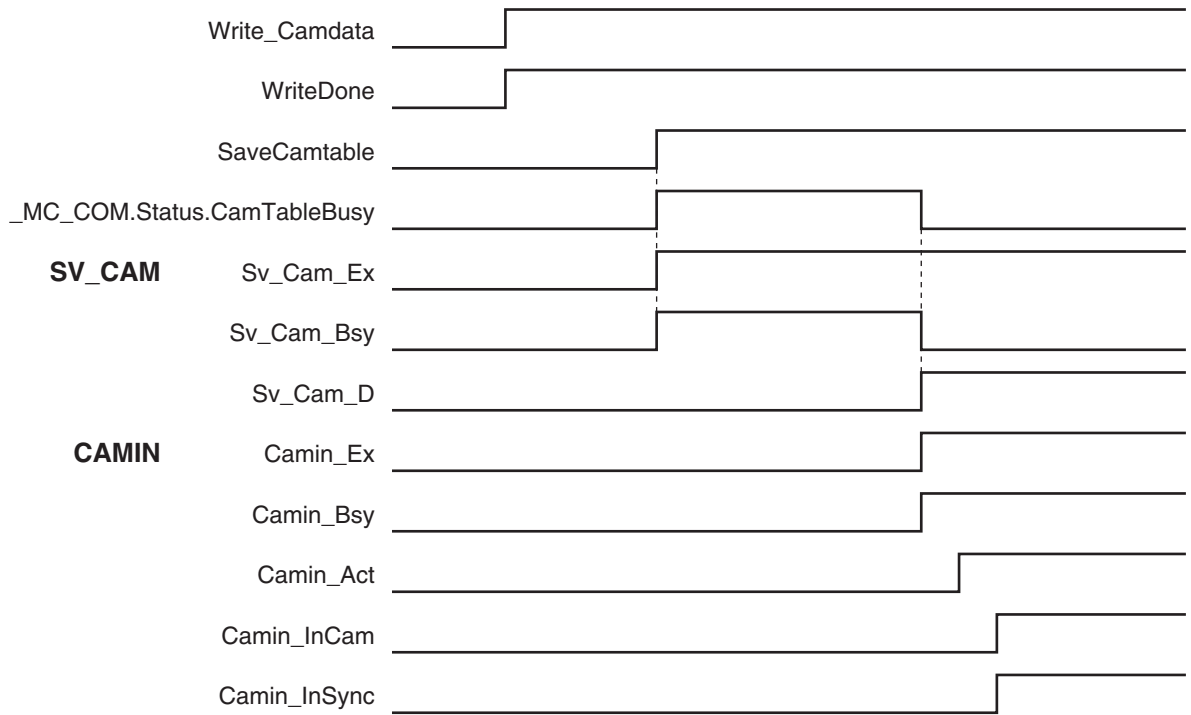 Write_Camdata
WriteDone
SaveCamtable
_MC_COM.Status.CamTableBusy
SV_CAM Sv_Cam_Ex
Sv_Cam_Bsy
Sv_Cam_D
CAMIN Camin_Ex
Camin_Bsy
Camin_Act
Camin_InCam
Camin_InSync